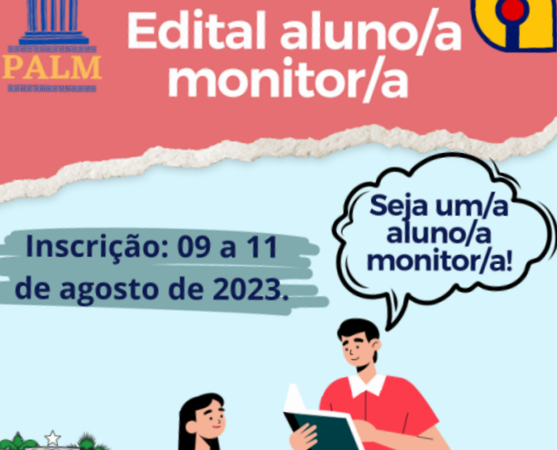 PALM
Edital aluno/a
monitor/a
Seja um/a
aluno/a
monitor/a!
Inscrição: 09 a 11
de agosto de 2023.